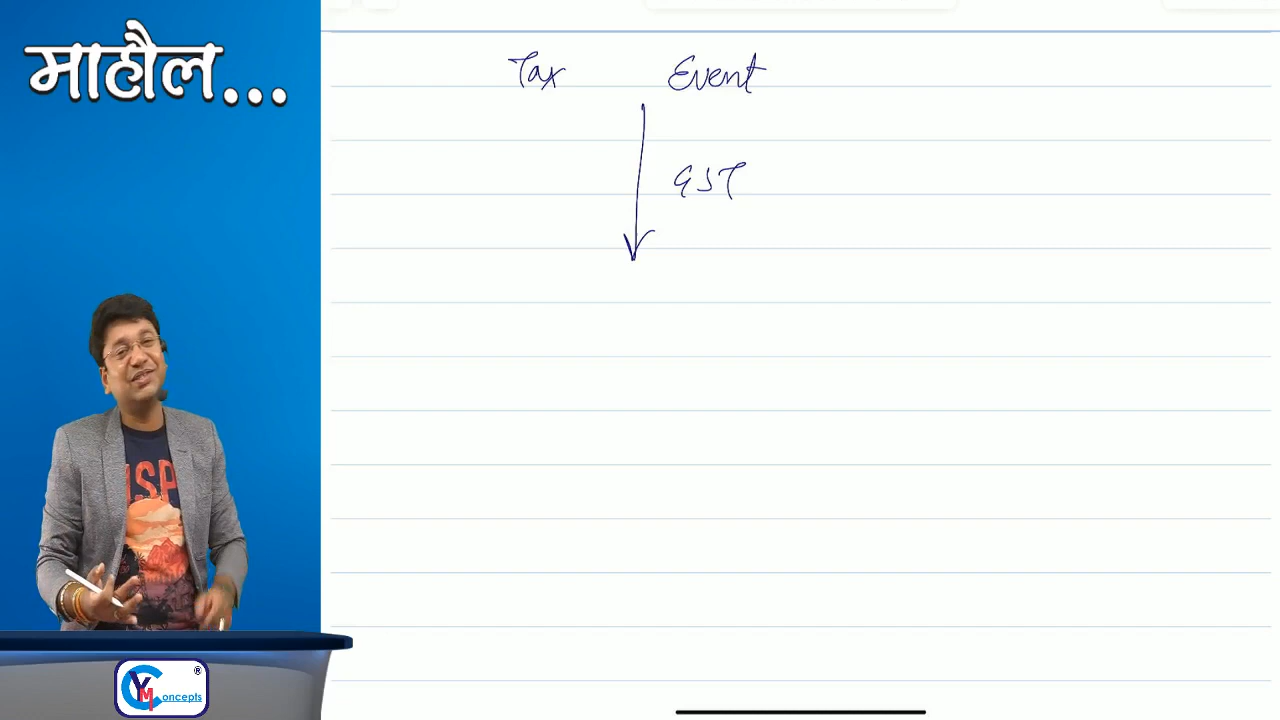 माहौल...
Tax Event
GST
YM Concepts ®